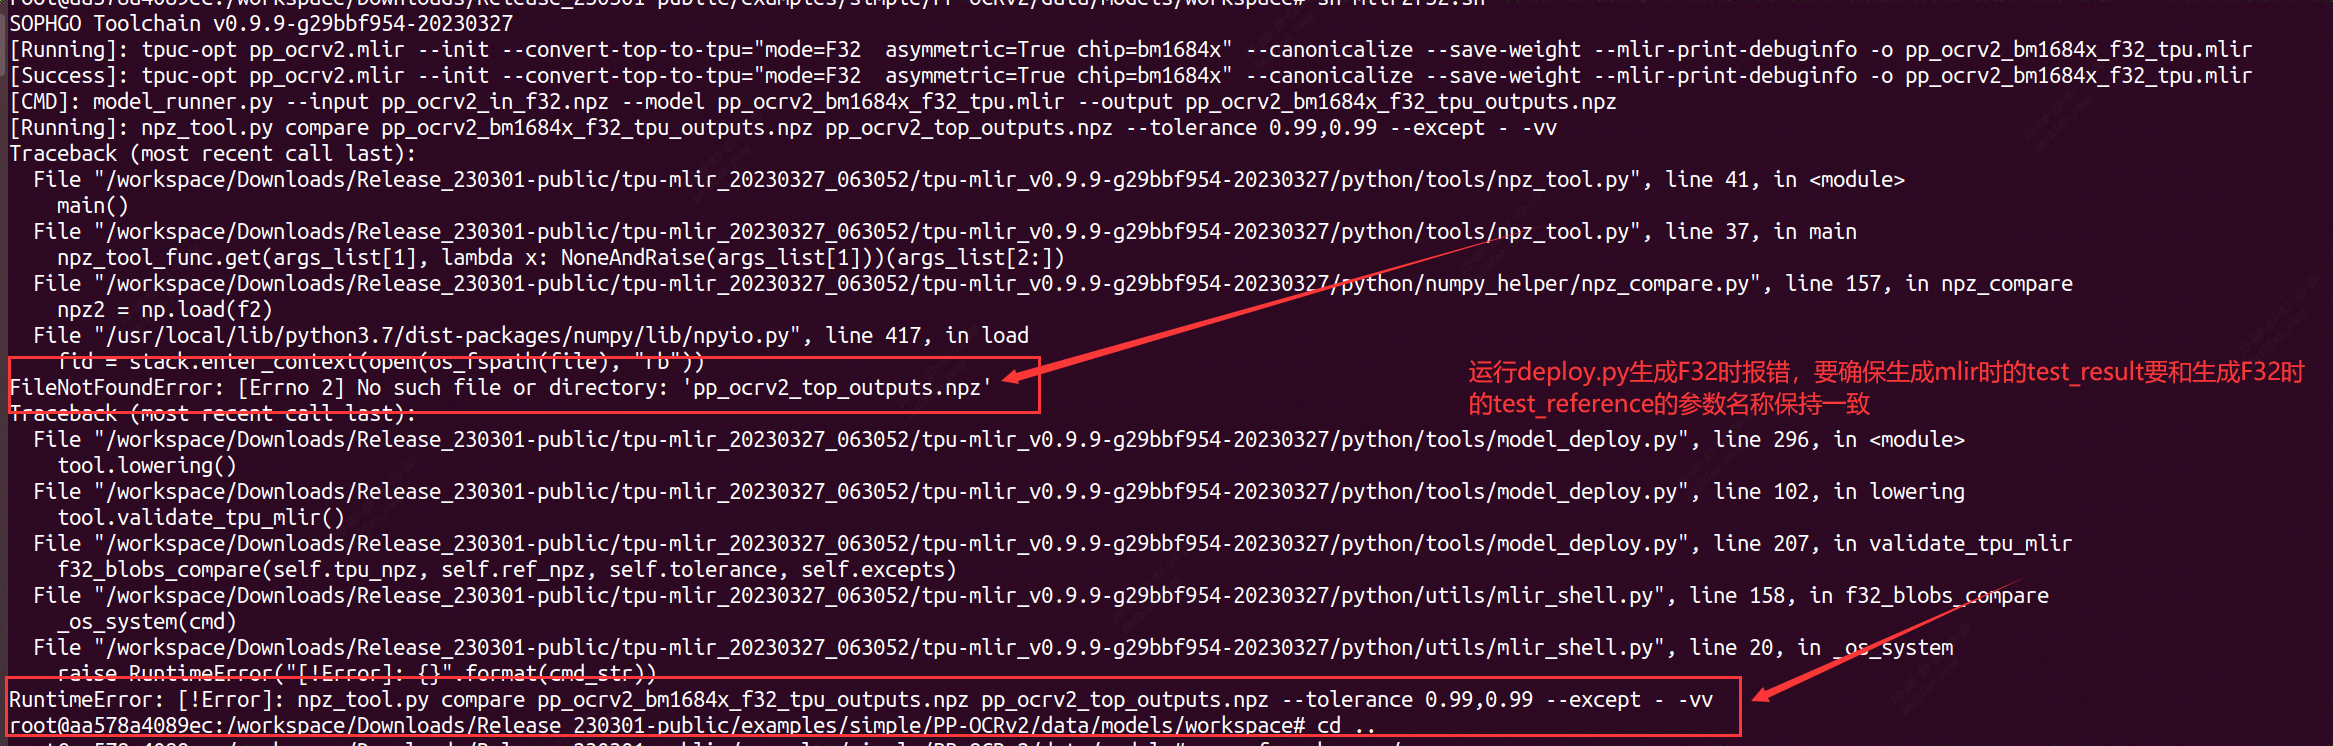 root@aa578a4089ec:/workspace/Downloads/Release_230301-public/examples/simple/PP-OCRv2/data/models/workspace# sh mlir2f32.sh
SOPHGO Toolchain v0.9.9-g29bbf954-20230327
[Running]: tpuc-opt pp_ocrv2.mlir --init --convert-top-to-tpu="mode=F32  asymmetric=True chip=bm1684x" --canonicalize --save-weight --mlir-print-debuginfo -o pp_ocrv2_bm1684x_f32_tpu.mlir
[Success]: tpuc-opt pp_ocrv2.mlir --init --convert-top-to-tpu="mode=F32  asymmetric=True chip=bm1684x" --canonicalize --save-weight --mlir-print-debuginfo -o pp_ocrv2_bm1684x_f32_tpu.mlir
[CMD]: model_runner.py --input pp_ocrv2_in_f32.npz --model pp_ocrv2_bm1684x_f32_tpu.mlir --output pp_ocrv2_bm1684x_f32_tpu_outputs.npz
[Running]: npz_tool.py compare pp_ocrv2_bm1684x_f32_tpu_outputs.npz pp_ocrv2_top_outputs.npz --tolerance 0.99,0.99 --except - -vv
Traceback (most recent call last):
  File "/workspace/Downloads/Release_230301-public/tpu-mlir_20230327_063052/tpu-mlir_v0.9.9-g29bbf954-20230327/python/tools/npz_tool.py", line 41, in <module>
    main()
  File "/workspace/Downloads/Release_230301-public/tpu-mlir_20230327_063052/tpu-mlir_v0.9.9-g29bbf954-20230327/python/tools/npz_tool.py", line 37, in main
    npz_tool_func.get(args_list[1], lambda x: NoneAndRaise(args_list[1]))(args_list[2:])
  File "/workspace/Downloads/Release_230301-public/tpu-mlir_20230327_063052/tpu-mlir_v0.9.9-g29bbf954-20230327/python/numpy_helper/npz_compare.py", line 157, in npz_compare
    npz2 = np.load(f2)
  File "/usr/local/lib/python3.7/dist-packages/numpy/lib/npyio.py", line 417, in load
    fid = stack.enter_context(open(os_fspath(file), "rb"))
FileNotFoundError: [Errno 2] No such file or directory: 'pp_ocrv2_top_outputs.npz'
运行deploy.py生成F32时报错，要确保生成mlir时的test_result要和生成F32时
的test_reference的参数名称保持一致
Traceback (most recent call last):
  File "/workspace/Downloads/Release_230301-public/tpu-mlir_20230327_063052/tpu-mlir_v0.9.9-g29bbf954-20230327/python/tools/model_deploy.py", line 296, in <module>
    tool.lowering()
  File "/workspace/Downloads/Release_230301-public/tpu-mlir_20230327_063052/tpu-mlir_v0.9.9-g29bbf954-20230327/python/tools/model_deploy.py", line 102, in lowering
    tool.validate_tpu_mlir()
  File "/workspace/Downloads/Release_230301-public/tpu-mlir_20230327_063052/tpu-mlir_v0.9.9-g29bbf954-20230327/python/tools/model_deploy.py", line 207, in validate_tpu_mlir
    f32_blobs_compare(self.tpu_npz, self.ref_npz, self.tolerance, self.excepts)
  File "/workspace/Downloads/Release_230301-public/tpu-mlir_20230327_063052/tpu-mlir_v0.9.9-g29bbf954-20230327/python/utils/mlir_shell.py", line 158, in f32_blobs_compare
    _os_system(cmd)
  File "/workspace/Downloads/Release_230301-public/tpu-mlir_20230327_063052/tpu-mlir_v0.9.9-g29bbf954-20230327/python/utils/mlir_shell.py", line 20, in _os_system
    raise RuntimeError("[!Error]: {}".format(cmd_str))
RuntimeError: [!Error]: npz_tool.py compare pp_ocrv2_bm1684x_f32_tpu_outputs.npz pp_ocrv2_top_outputs.npz --tolerance 0.99,0.99 --except - -vv
root@aa578a4089ec:/workspace/Downloads/Release_230301-public/examples/simple/PP-OCRv2/data/models/workspace# cd ..